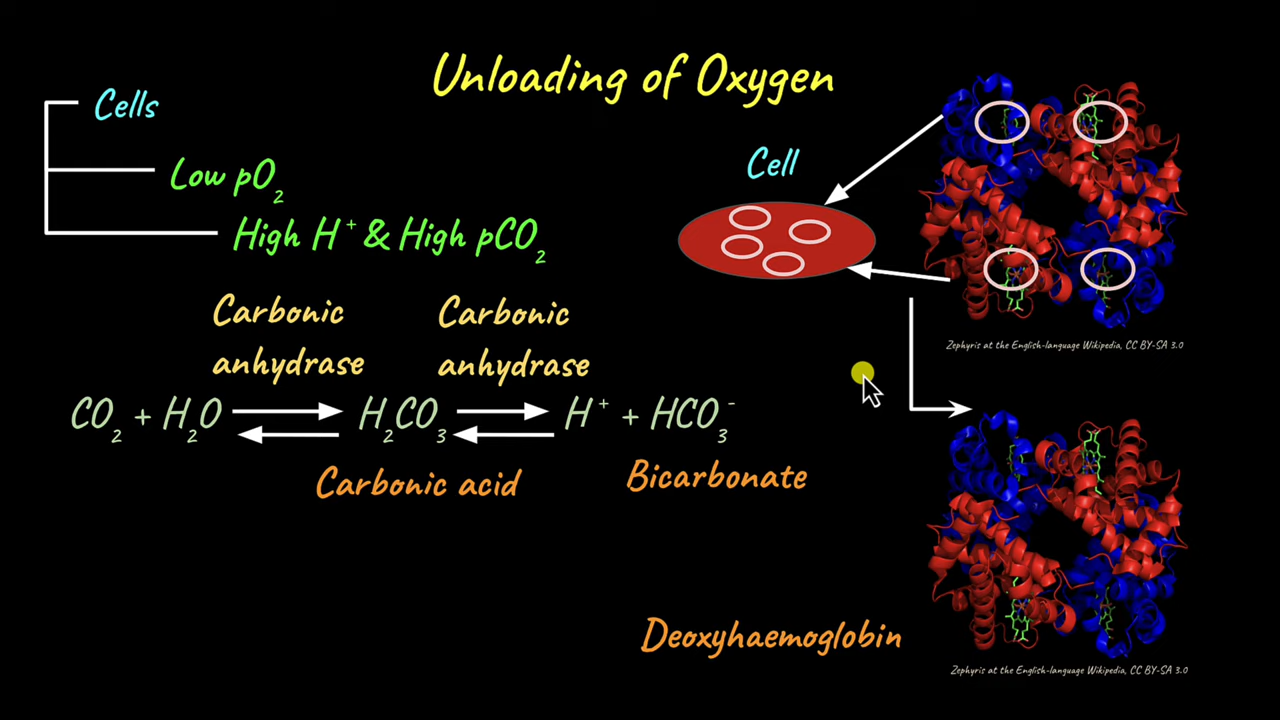 Unloading of Oxygen
Cells
Low pO₂
High H⁺ & High pCO₂
Cell
Zephyris at the English-language Wikipedia, CC BY-SA 3.0
Carbonic anhydrase
Carbonic anhydrase
CO₂ + H₂O H₂CO₃ H⁺ + HCO₃⁻
Carbonic acid
Bicarbonate
Deoxyhaemoglobin
Zephyris at the English-language Wikipedia, CC BY-SA 3.0